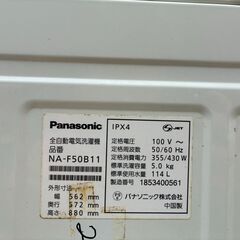 Panasonic
全自動電気洗濯機
品番
NA-F50B11
外形寸法
幅 562 mm
奥行 572 mm
高さ 880 mm
IPX4
JET
定格電圧 100 V～
定格周波数 50/60 Hz
定格消費電力 355/430 W
標準洗濯容量 5.0 kg
標準使用水量 114 L
製造番号 1853400561
パナソニック株式会社
中国製
2